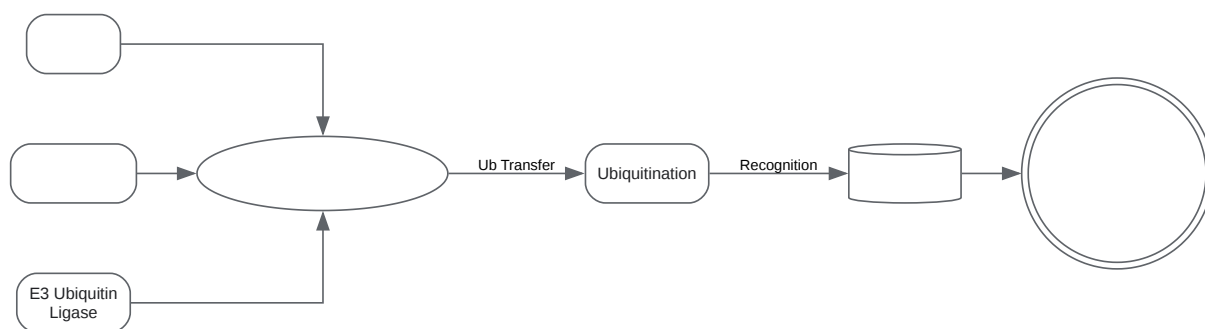 Ub Transfer
Ubiquitination
Recognition
E3 Ubiquitin
Ligase